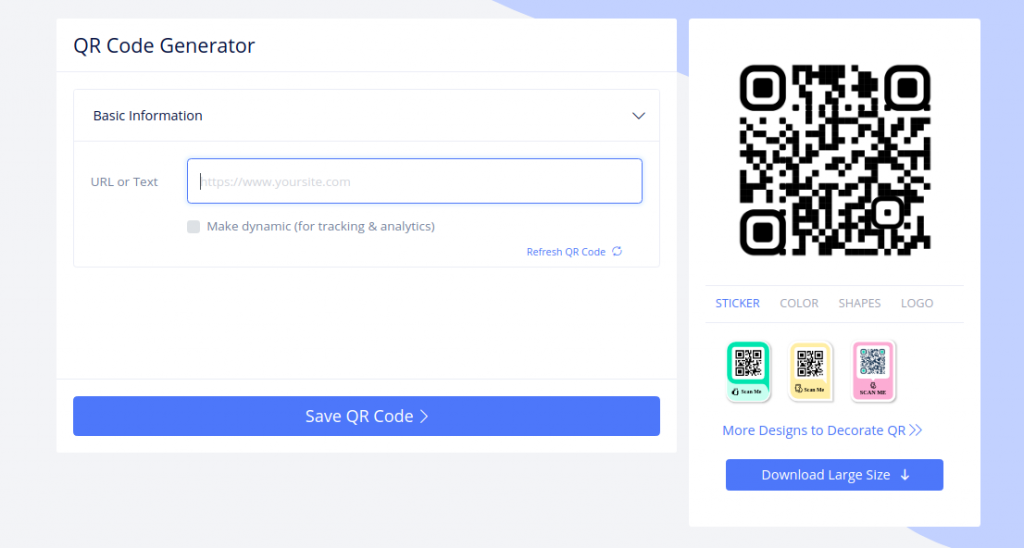 QR Code Generator
Basic Information
URL or Text
https://www.yoursite.com
Make dynamic (for tracking & analytics)
Refresh QR Code
Save QR Code
STICKER COLOR SHAPES LOGO
Scan Me Scan Me SCAN ME
More Designs to Decorate QR
Download Large Size